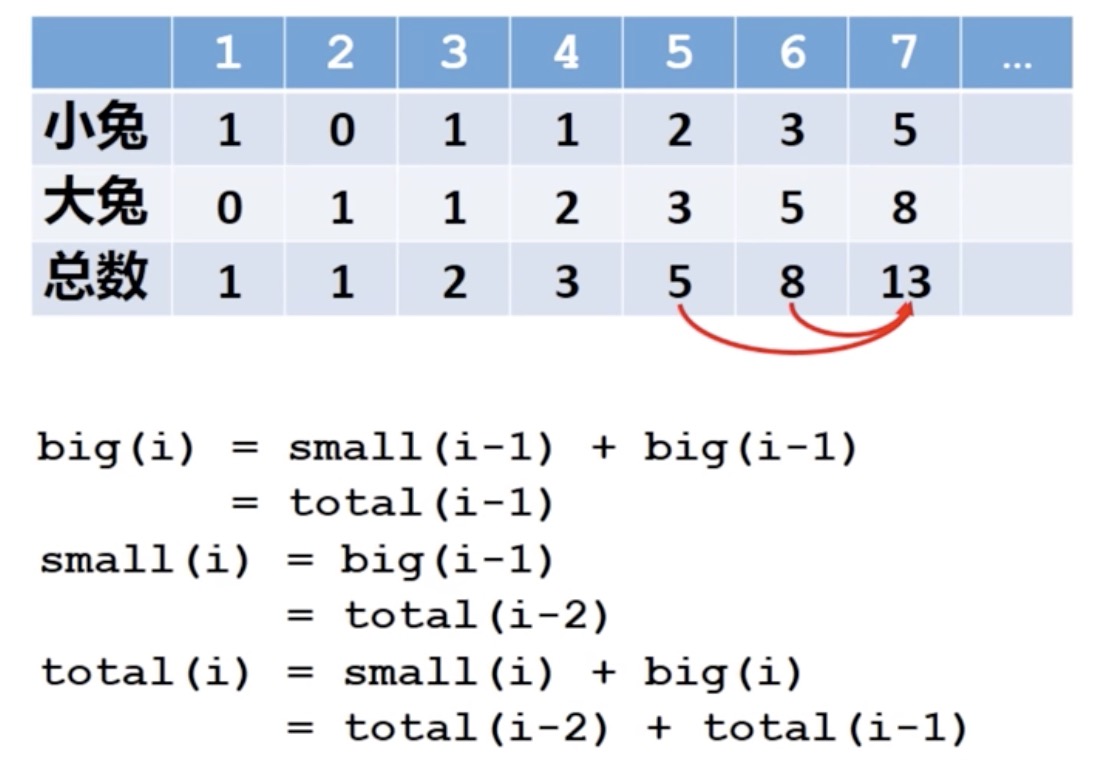 1 2 3 4 5 6 7 ...
小兔 1 0 1 1 2 3 5
大兔 0 1 1 2 3 5 8
总数 1 1 2 3 5 8 13
big(i) = small(i-1) + big(i-1)
= total(i-1)
small(i) = big(i-1)
= total(i-2)
total(i) = small(i) + big(i)
= total(i-2) + total(i-1)